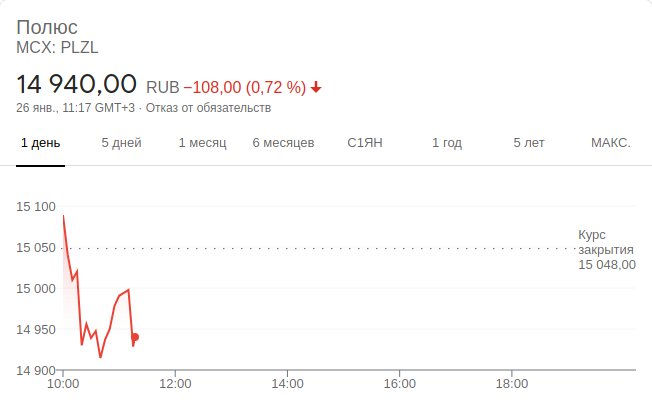 Полюс
MCX: PLZL
14 940,00 RUB −108,00 (0,72 %)
26 янв., 11:17 GMT+3 · Отказ от обязательств
1 день 5 дней 1 месяц 6 месяцев С1ЯН 1 год 5 лет МАКС.
15 100
15 050
15 000
14 950
14 900
Курс
закрытия
15 048,00
10:00 12:00 14:00 16:00 18:00